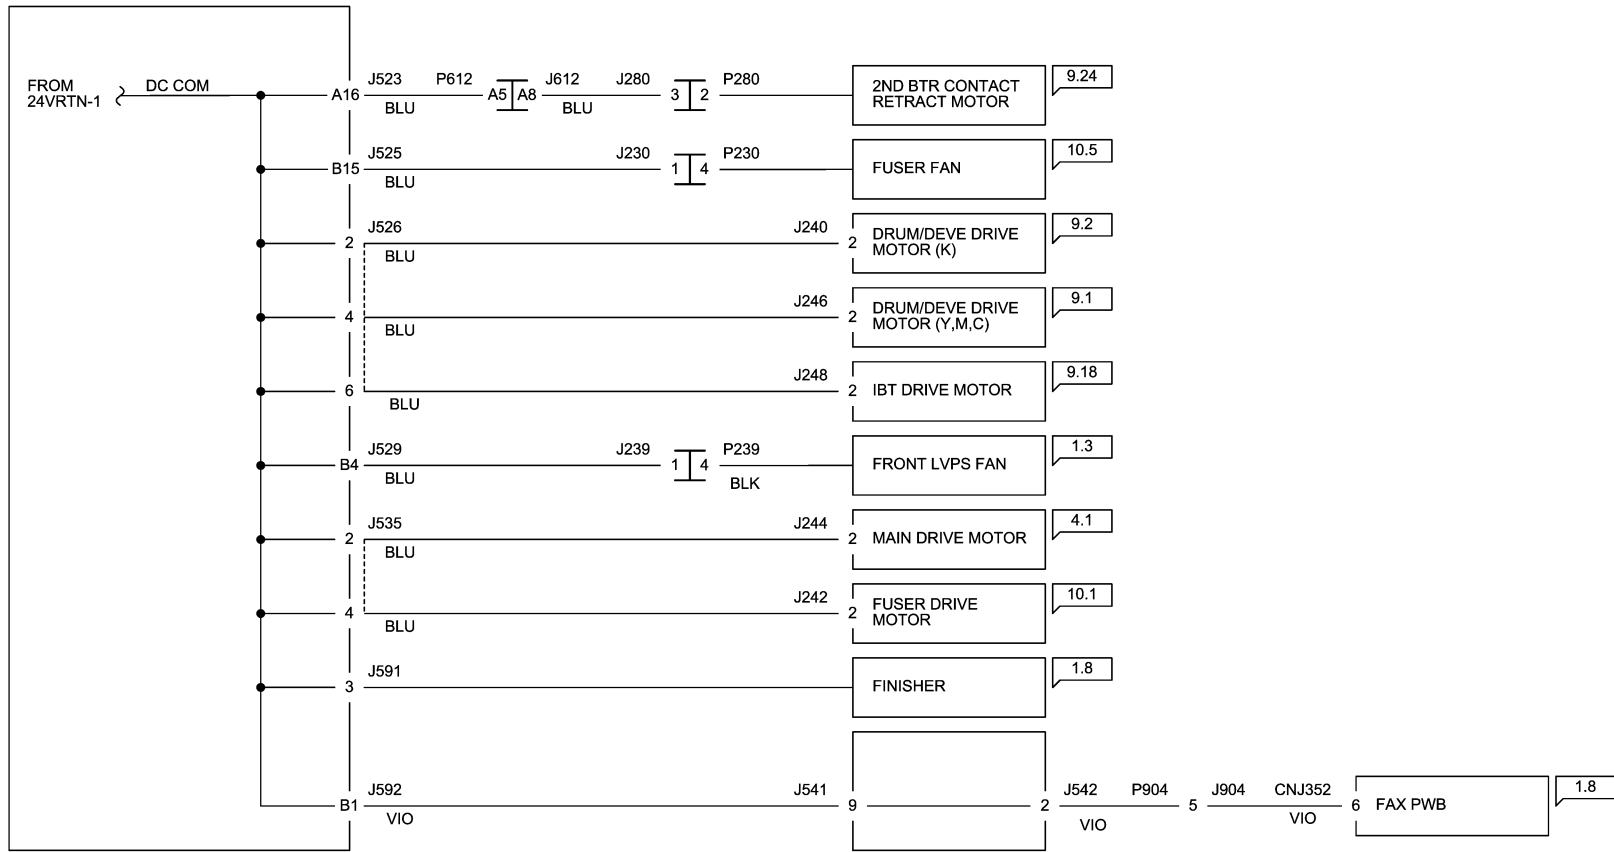 FROM
24VRTN-1
DC COM
A16 J523 BLU P612 A5 A8 J612 BLU J280 3 2 P280
2ND BTR CONTACT
RETRACT MOTOR
9.24
B15 J525 BLU J230 1 4 P230
FUSER FAN
10.5
2 J526 BLU J240 2
DRUM/DEVE DRIVE
MOTOR (K)
9.2
4 BLU J246 2
DRUM/DEVE DRIVE
MOTOR (Y,M,C)
9.1
6 BLU J248 2
IBT DRIVE MOTOR
9.18
B4 J529 BLU J239 1 4 P239 BLK
FRONT LVPS FAN
1.3
2 J535 BLU J244 2
MAIN DRIVE MOTOR
4.1
4 BLU J242 2
FUSER DRIVE
MOTOR
10.1
3 J591
FINISHER
1.8
B1 J592 VIO J541 9 2 J542 VIO P904 5 J904 CNJ352 VIO 6
FAX PWB
1.8